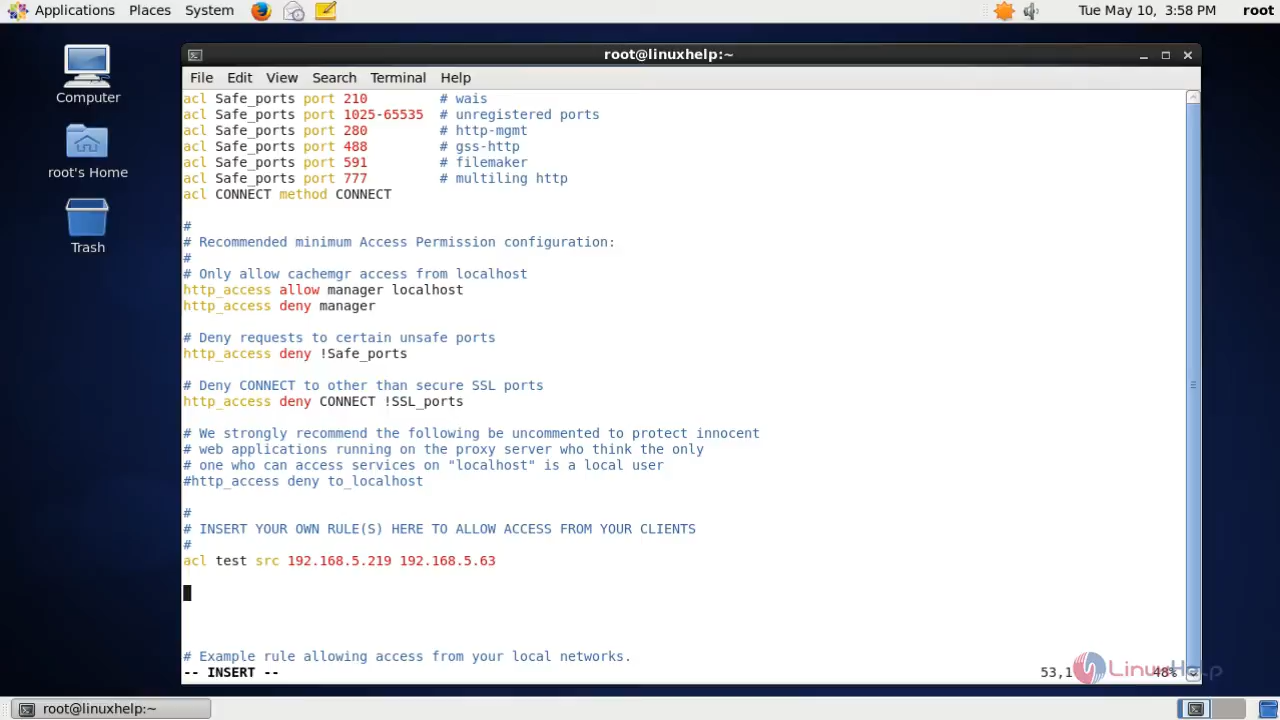 Applications Places System Tue May 10, 3:58 PM root
Computer
root's Home
Trash
root@linuxhelp:~
File Edit View Search Terminal Help
acl Safe_ports port 210 # wais
acl Safe_ports port 1025-65535 # unregistered ports
acl Safe_ports port 280 # http-mgmt
acl Safe_ports port 488 # gss-http
acl Safe_ports port 591 # filemaker
acl Safe_ports port 777 # multiling http
acl CONNECT method CONNECT
#
# Recommended minimum Access Permission configuration:
#
# Only allow cachemgr access from localhost
http_access allow manager localhost
http_access deny manager
# Deny requests to certain unsafe ports
http_access deny !Safe_ports
# Deny CONNECT to other than secure SSL ports
http_access deny CONNECT !SSL_ports
# We strongly recommend the following be uncommented to protect innocent
# web applications running on the proxy server who think the only
# one who can access services on "localhost" is a local user
#http_access deny to_localhost
#
# INSERT YOUR OWN RULE(S) HERE TO ALLOW ACCESS FROM YOUR CLIENTS
#
acl test src 192.168.5.219 192.168.5.63
# Example rule allowing access from your local networks.
-- INSERT -- 53,1 48%
LinuxHelp
root@linuxhelp:~